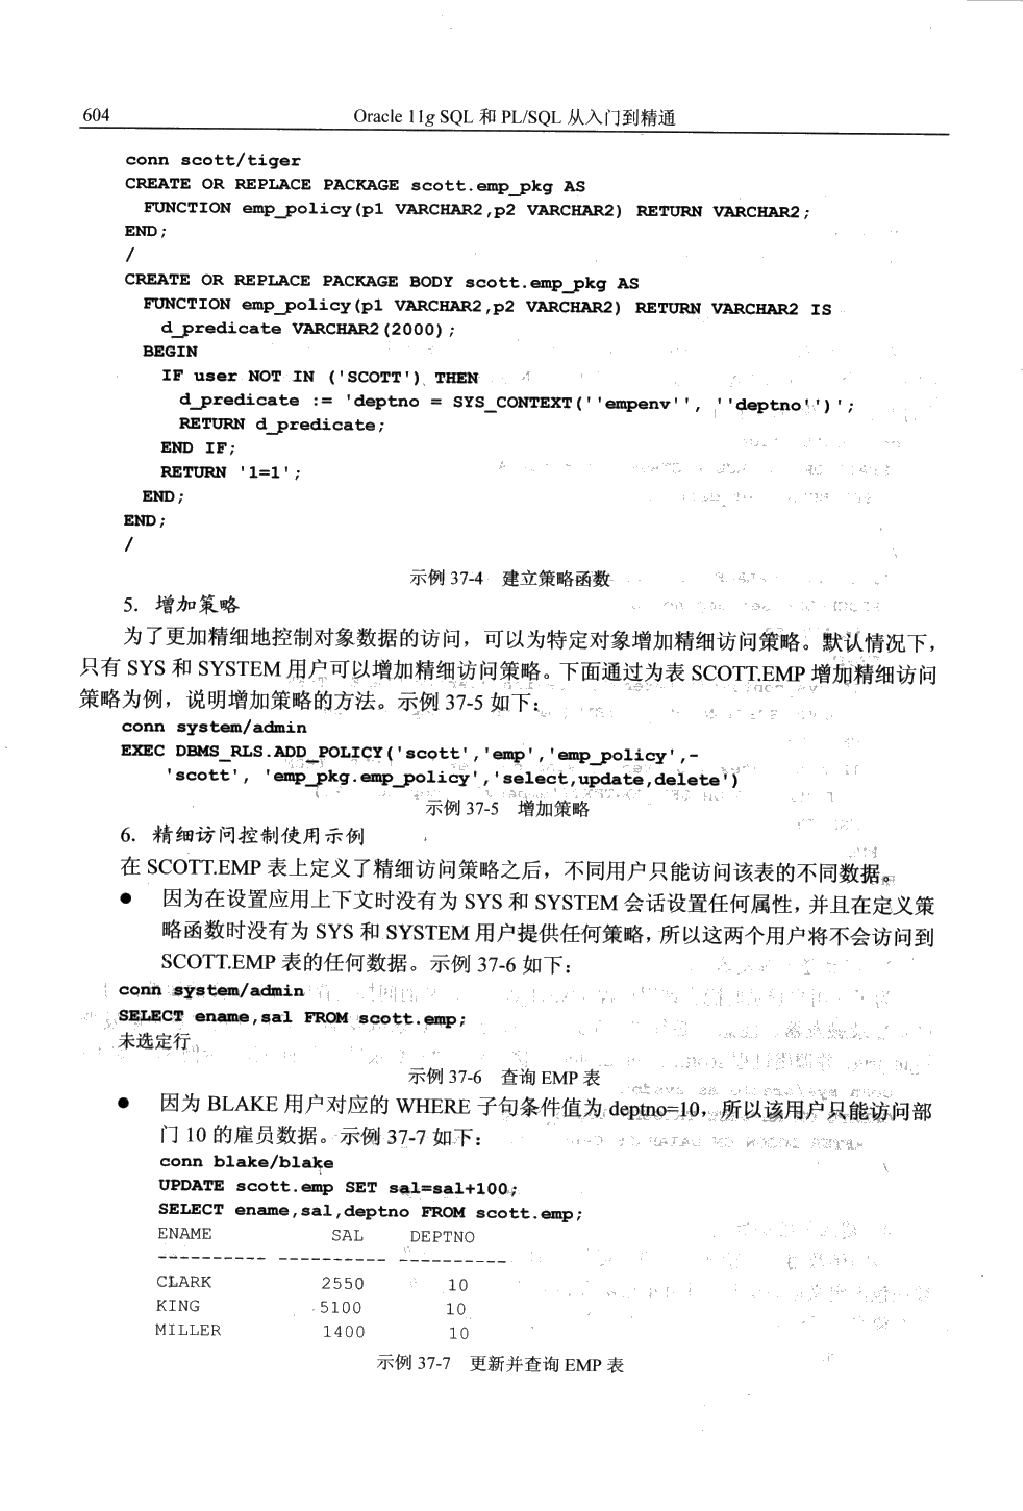 604
Oracle 11g SQL 和 PL/SQL 从入门到精通
conn scott/tiger
CREATE OR REPLACE PACKAGE scott.emp_pkg AS
FUNCTION emp_policy(p1 VARCHAR2,p2 VARCHAR2) RETURN VARCHAR2;
END;
/
CREATE OR REPLACE PACKAGE BODY scott.emp_pkg AS
FUNCTION emp_policy(p1 VARCHAR2,p2 VARCHAR2) RETURN VARCHAR2 IS
d_predicate VARCHAR2(2000);
BEGIN
IF user NOT IN ('SCOTT') THEN
d_predicate := 'deptno = SYS_CONTEXT(''empenv'', ''deptno'')';
RETURN d_predicate;
END IF;
RETURN '1=1';
END;
END;
/
示例 37-4 建立策略函数
5. 增加策略
为了更加精细地控制对象数据的访问，可以为特定对象增加精细访问策略。默认情况下，
只有 SYS 和 SYSTEM 用户可以增加精细访问策略。下面通过为表 SCOTT.EMP 增加精细访问
策略为例，说明增加策略的方法。示例 37-5 如下：
conn system/admin
EXEC DBMS_RLS.ADD_POLICY('scott','emp','emp_policy',-
'scott', 'emp_pkg.emp_policy','select,update,delete')
示例 37-5 增加策略
6. 精细访问控制使用示例
在 SCOTT.EMP 表上定义了精细访问策略之后，不同用户只能访问该表的不同数据。
● 因为在设置应用上下文时没有为 SYS 和 SYSTEM 会话设置任何属性，并且在定义策
略函数时没有为 SYS 和 SYSTEM 用户提供任何策略，所以这两个用户将不会访问到
SCOTT.EMP 表的任何数据。示例 37-6 如下：
conn system/admin
SELECT ename,sal FROM scott.emp;
未选定行
示例 37-6 查询 EMP 表
● 因为 BLAKE 用户对应的 WHERE 子句条件值为 deptno=10，所以该用户只能访问部
门 10 的雇员数据。示例 37-7 如下：
conn blake/blake
UPDATE scott.emp SET sal=sal+100;
SELECT ename,sal,deptno FROM scott.emp;
ENAME SAL DEPTNO
---------- ---------- ----------
CLARK 2550 10
KING 5100 10
MILLER 1400 10
示例 37-7 更新并查询 EMP 表